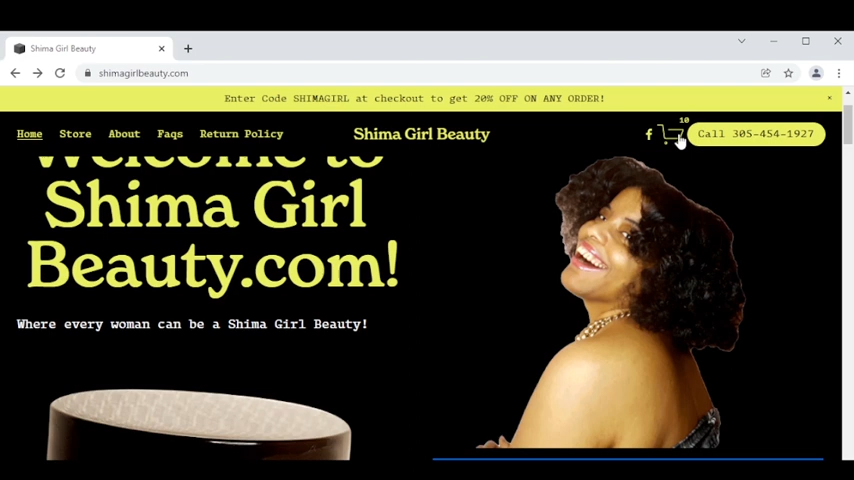 Shima Girl Beauty
shimagirlbeauty.com
Enter Code SHIMAGIRL at checkout to get 20% OFF ON ANY ORDER!
Home Store About Faqs Return Policy Shima Girl Beauty 10 Call 305-454-1927
Welcome to
Shima Girl
Beauty.com!
Where every woman can be a Shima Girl Beauty!